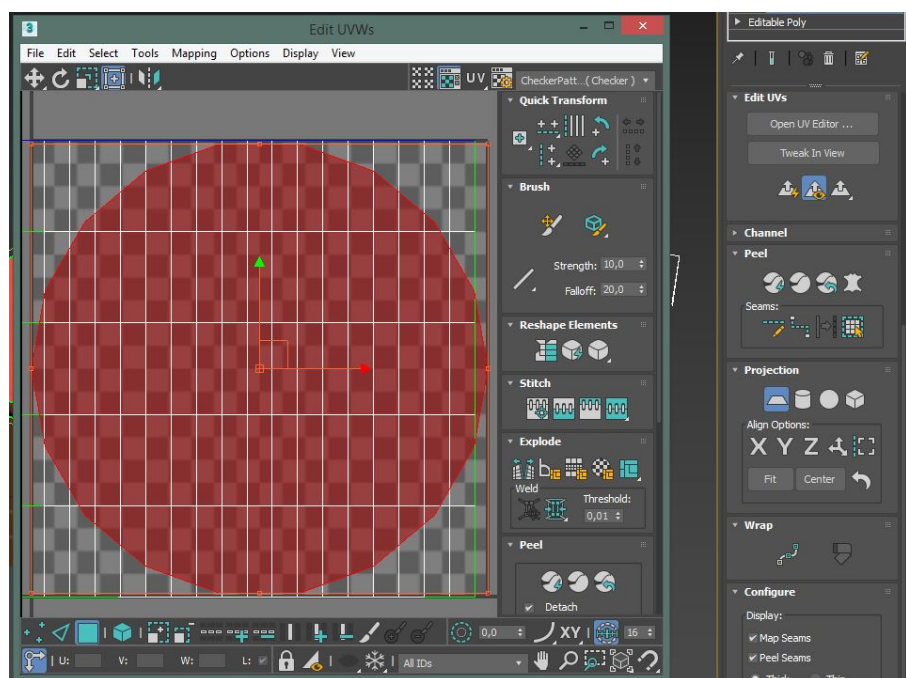 3
Edit UVWs
File Edit Select Tools Mapping Options Display View
UV
CheckerPatt...( Checker )
Quick Transform
Brush
Strength: 10,0
Falloff: 20,0
Reshape Elements
Stitch
Explode
Weld
Threshold:
0,01
Peel
Detach
0,0
XY
16
U:
V:
W:
L:
All IDs
Editable Poly
Edit UVs
Open UV Editor ...
Tweak In View
Channel
Peel
Seams:
Projection
Align Options:
X Y Z
Fit
Center
Wrap
Configure
Display:
Map Seams
Peel Seams
Thick
Thin